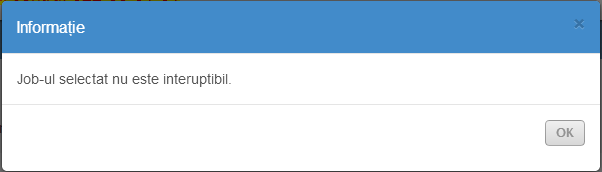 Informație
×
Job-ul selectat nu este interuptibil.
OK